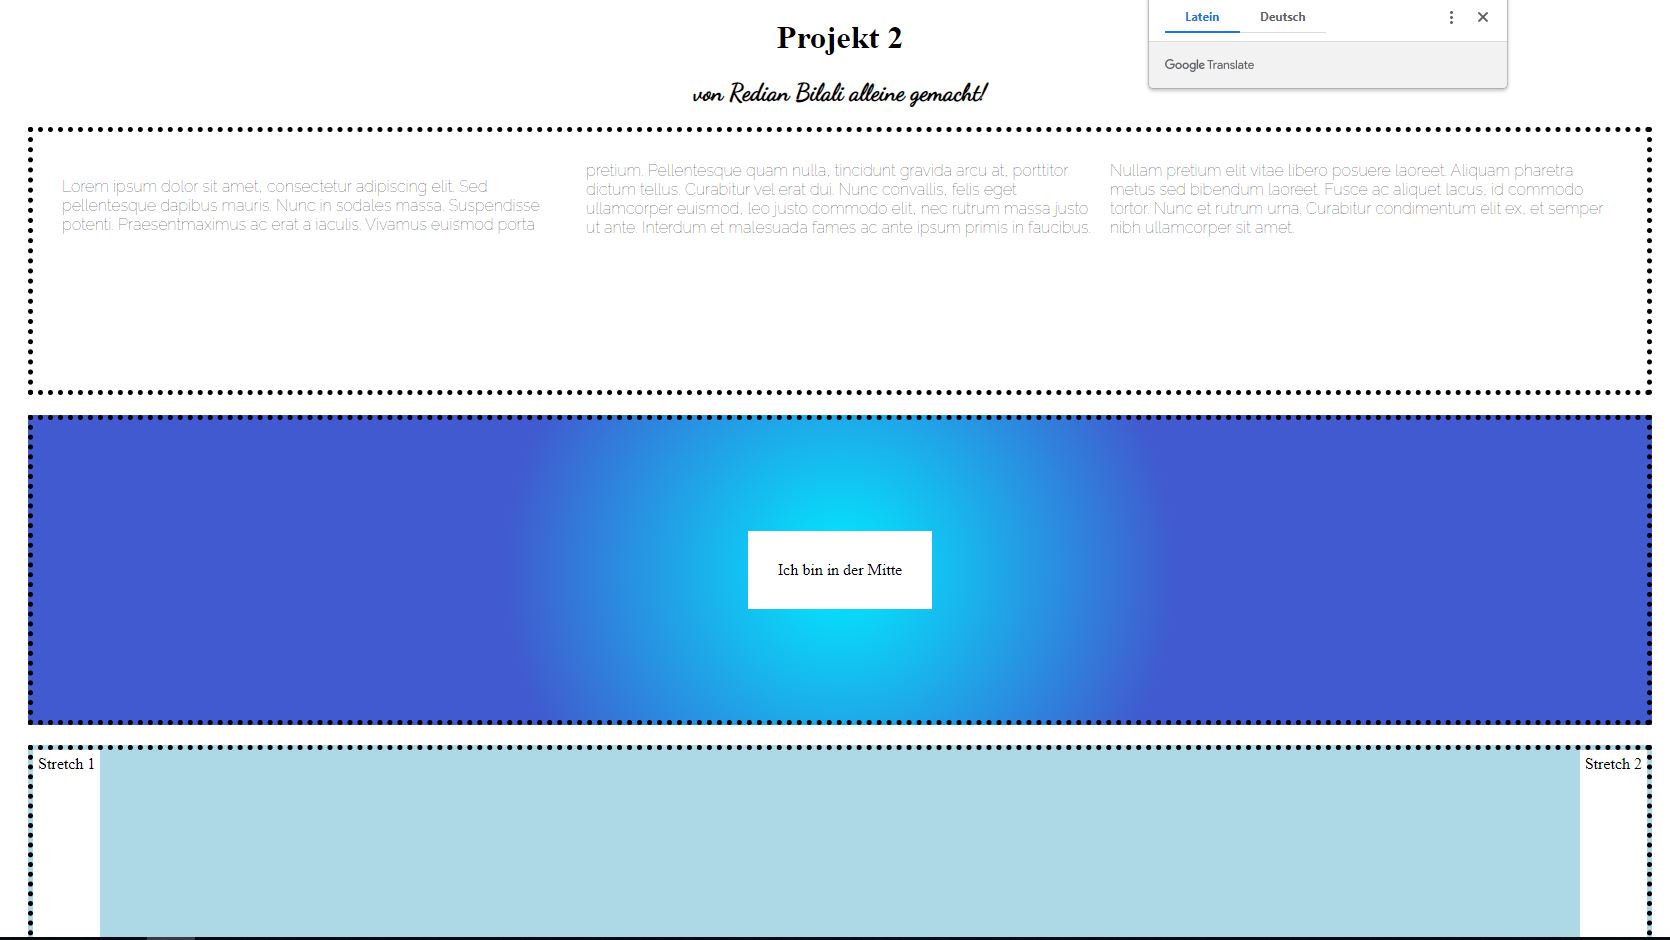 Latein Deutsch
Google Translate
Projekt 2
von Redian Bilali alleine gemacht!
Lorem ipsum dolor sit amet, consectetur adipiscing elit. Sed
pellentesque dapibus mauris. Nunc in sodales massa. Suspendisse
potenti. Praesentmaximus ac erat a iaculis. Vivamus euismod porta
pretium. Pellentesque quam nulla, tincidunt gravida arcu at, porttitor
dictum tellus. Curabitur vel erat dui. Nunc convallis, felis eget
ullamcorper euismod, leo justo commodo elit, nec rutrum massa justo
ut ante. Interdum et malesuada fames ac ante ipsum primis in faucibus.
Nullam pretium elit vitae libero posuere laoreet. Aliquam pharetra
metus sed bibendum laoreet. Fusce ac aliquet lacus, id commodo
tortor. Nunc et rutrum urna. Curabitur condimentum elit ex, et semper
nibh ullamcorper sit amet.
Ich bin in der Mitte
Stretch 1
Stretch 2